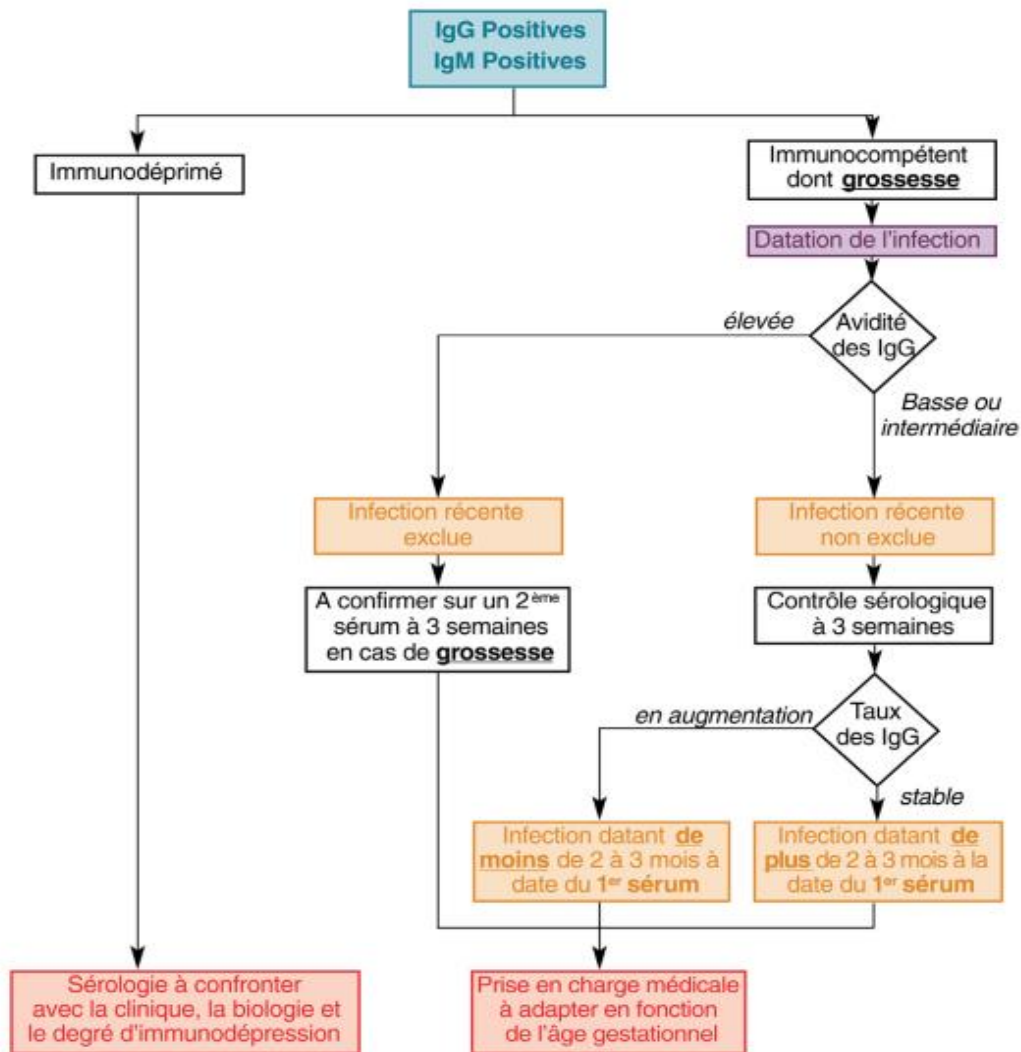 IgG Positives
IgM Positives
Immunodéprimé
Immunocompétent
dont grossesse
Datation de l'infection
élevée
Avidité
des IgG
Basse ou
intermédiaire
Infection récente
exclue
Infection récente
non exclue
A confirmer sur un 2ème
sérum à 3 semaines
en cas de grossesse
Contrôle sérologique
à 3 semaines
en augmentation
Taux
des IgG
stable
Infection datant de
moins de 2 à 3 mois à
date du 1er sérum
Infection datant de
plus de 2 à 3 mois à la
date du 1er sérum
Sérologie à confronter
avec la clinique, la biologie et
le degré d'immunodépression
Prise en charge médicale
à adapter en fonction
de l'âge gestationnel